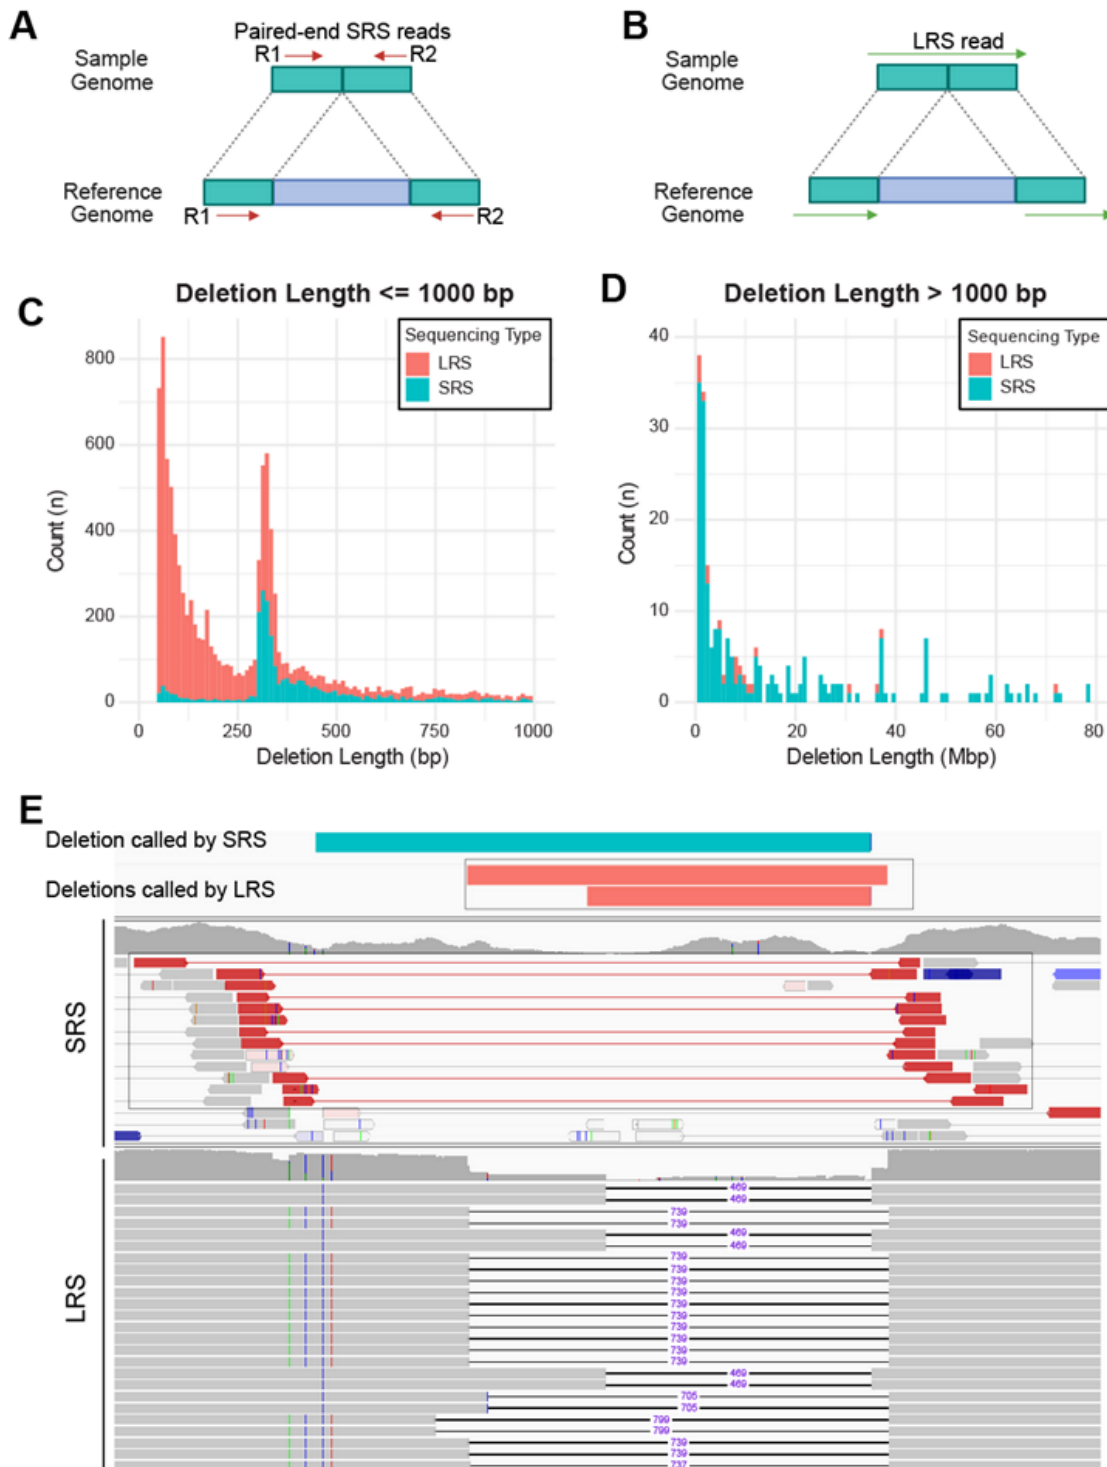 A
Paired-end SRS reads
R1
R2
Sample
Genome
Reference
Genome
R1
R2
B
LRS read
Sample
Genome
Reference
Genome
C
Deletion Length <= 1000 bp
Sequencing Type
LRS
SRS
800
600
400
200
0
Count (n)
0 250 500 750 1000
Deletion Length (bp)
D
Deletion Length > 1000 bp
Sequencing Type
LRS
SRS
40
30
20
10
0
Count (n)
0 20 40 60 80
Deletion Length (Mbp)
E
Deletion called by SRS
Deletions called by LRS
SRS
LRS
469
469
739
739
469
469
739
739
739
739
739
739
739
739
739
739
469
469
705
705
799
799
739
739
737